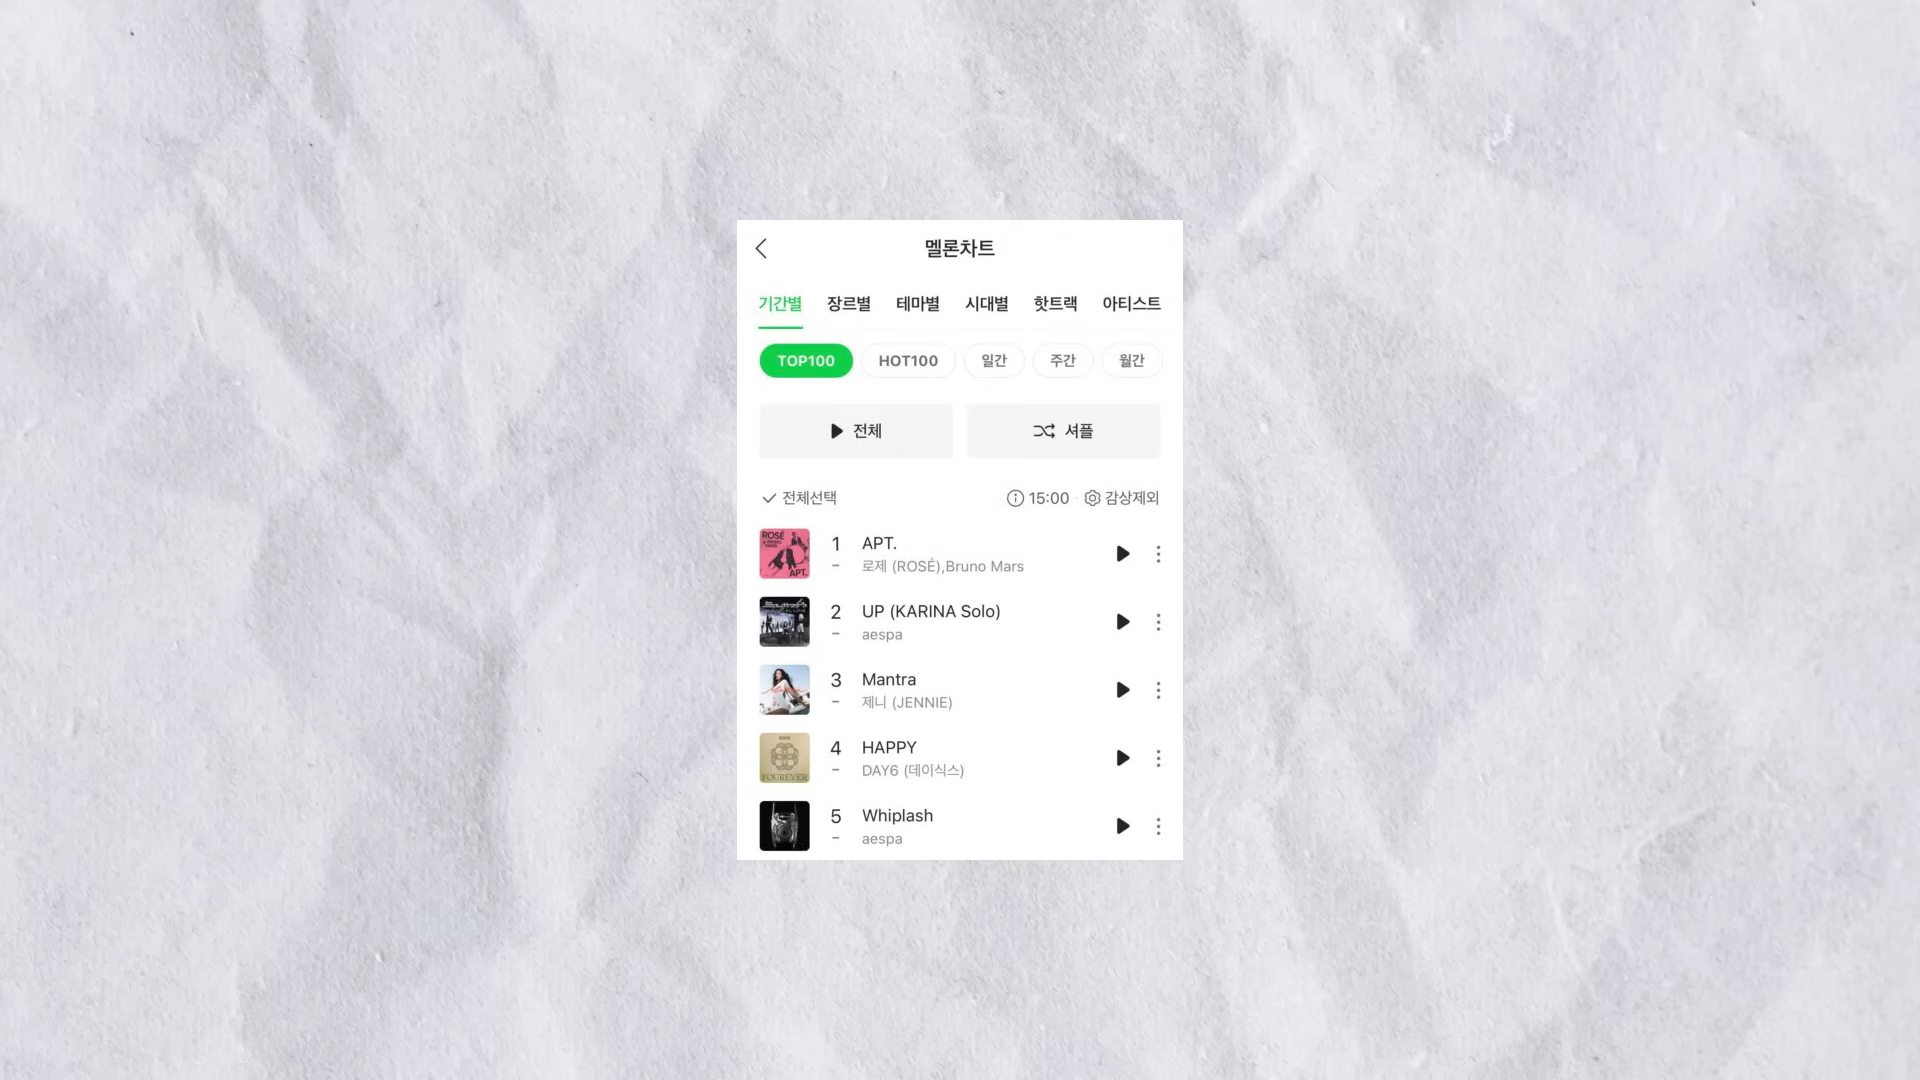 멜론차트
기간별 장르별 테마별 시대별 핫트랙 아티스트
TOP100 HOT100 일간 주간 월간
전체 셔플
전체선택 15:00 감상제외
ROSÉ
APT.
1 APT.
로제 (ROSÉ),Bruno Mars
2 UP (KARINA Solo)
aespa
3 Mantra
제니 (JENNIE)
FOUREVER
4 HAPPY
DAY6 (데이식스)
5 Whiplash
aespa